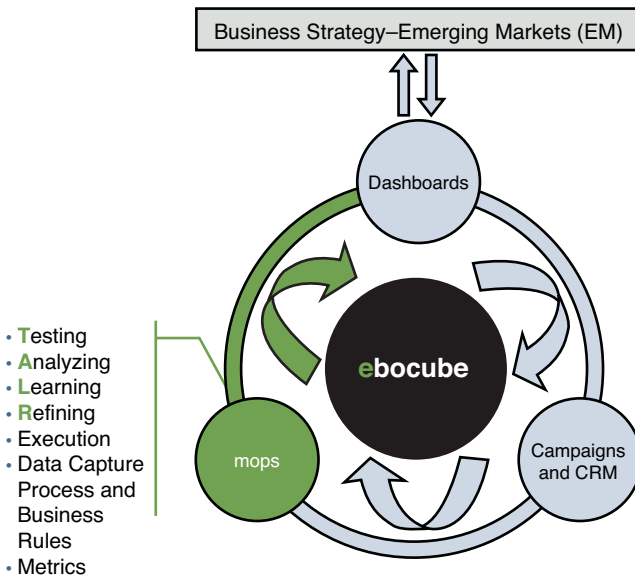 Business Strategy–Emerging Markets (EM)
Dashboards
ebocube
mops
Campaigns
and CRM
• Testing
• Analyzing
• Learning
• Refining
• Execution
• Data Capture
Process and
Business
Rules
• Metrics